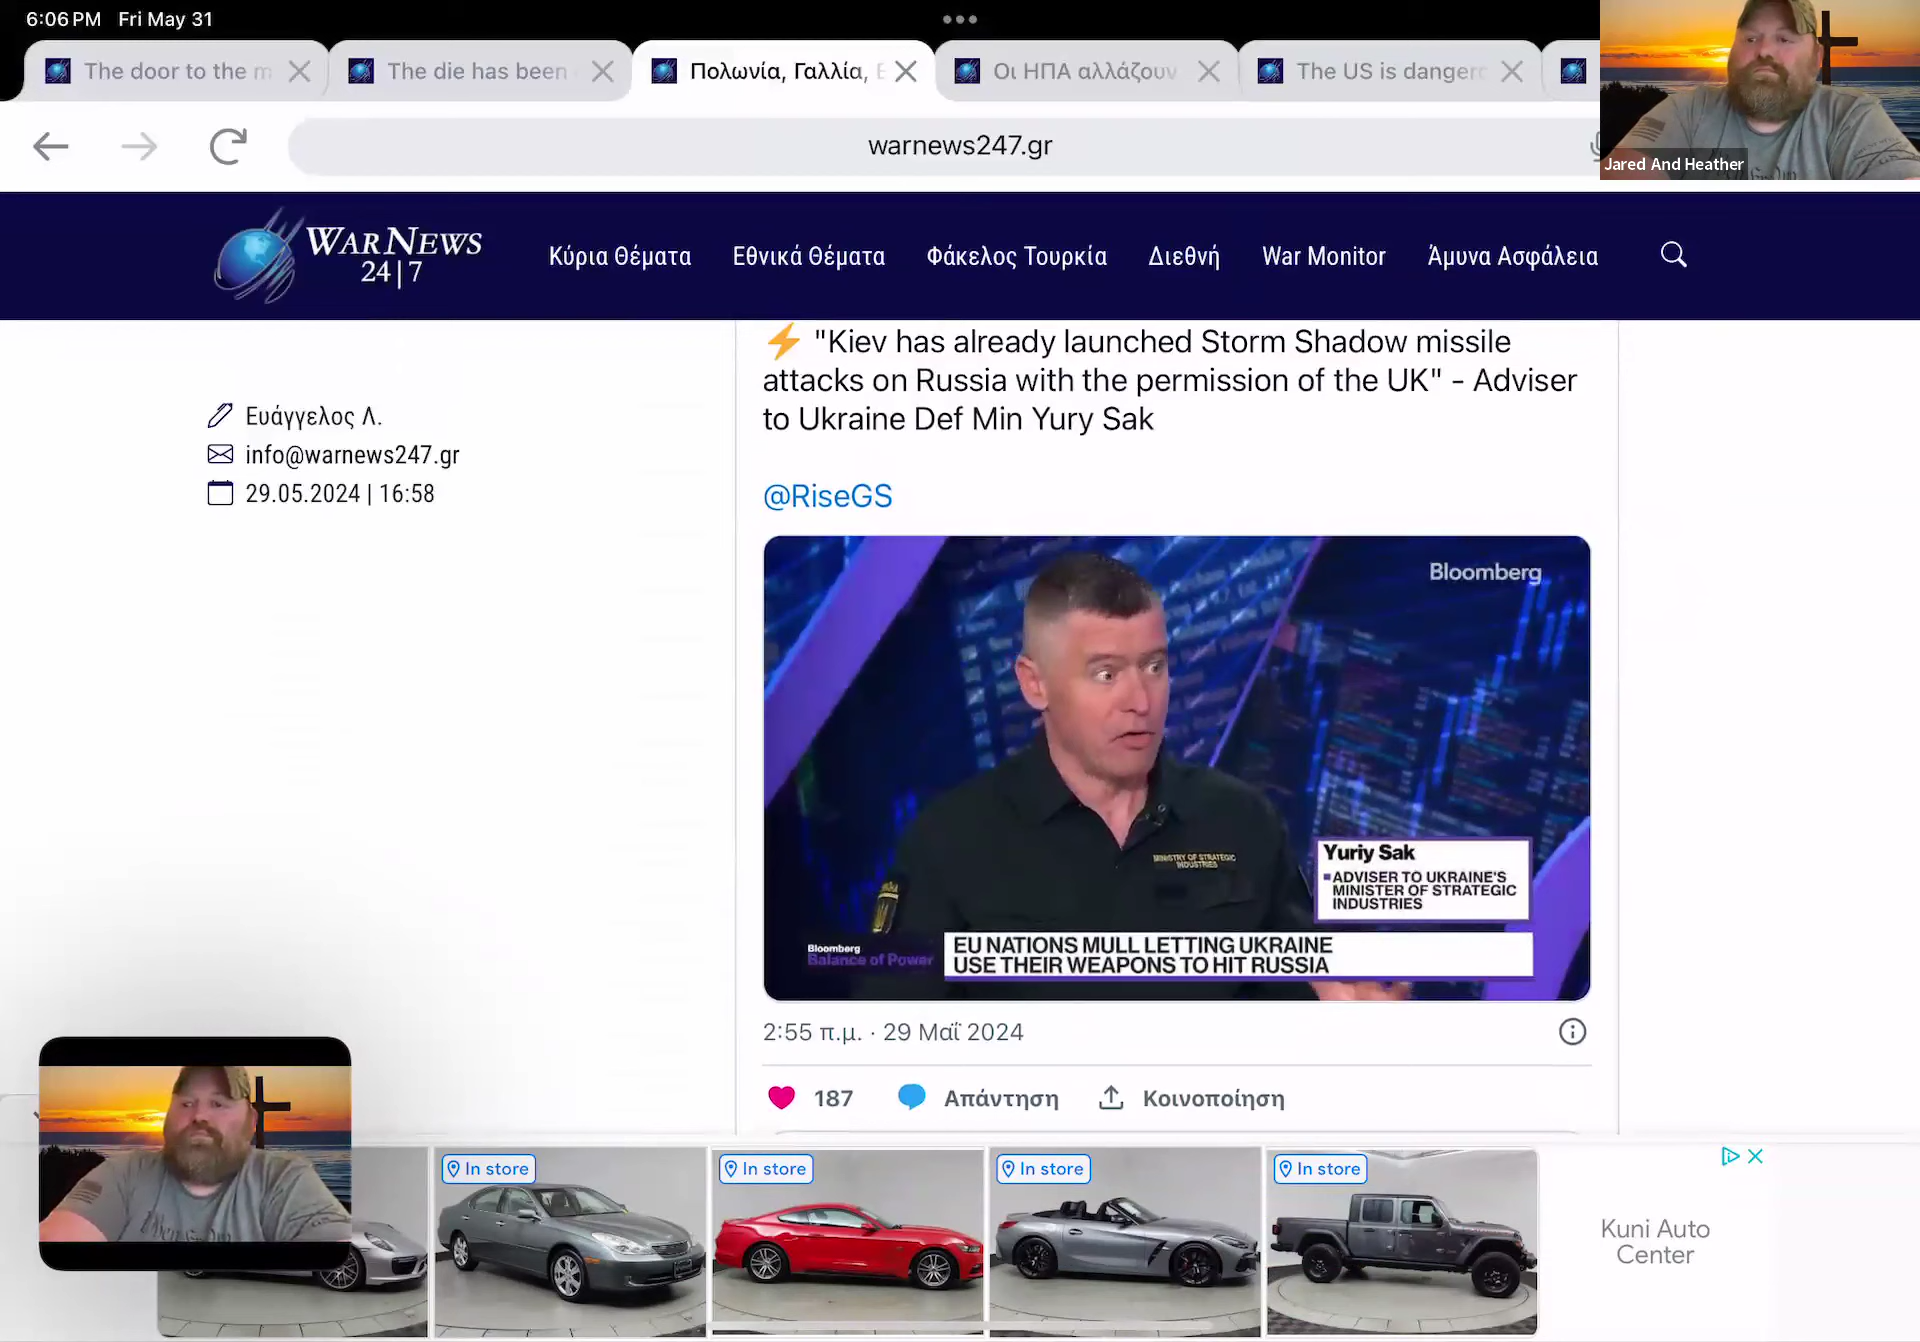 6:06 PM Fri May 31
The door to the m
The die has been
Πολωνία, Γαλλία,
Οι ΗΠΑ αλλάζουν
The US is danger
warnews247.gr
Jared And Heather
WAR NEWS
24|7
Κύρια Θέματα
Εθνικά Θέματα
Φάκελος Τουρκία
Διεθνή
War Monitor
Άμυνα Ασφάλεια
Ευάγγελος Λ.
info@warnews247.gr
29.05.2024 | 16:58
⚡ "Kiev has already launched Storm Shadow missile
attacks on Russia with the permission of the UK" - Adviser
to Ukraine Def Min Yury Sak
@RiseGS
Bloomberg
MINISTRY OF STRATEGIC
INDUSTRIES
Yuriy Sak
ADVISER TO UKRAINE'S
MINISTER OF STRATEGIC
INDUSTRIES
Bloomberg
Balance of Power
EU NATIONS MULL LETTING UKRAINE
USE THEIR WEAPONS TO HIT RUSSIA
2:55 π.μ. · 29 Μαΐ 2024
187
Απάντηση
Κοινοποίηση
In store
In store
In store
In store
Kuni Auto
Center